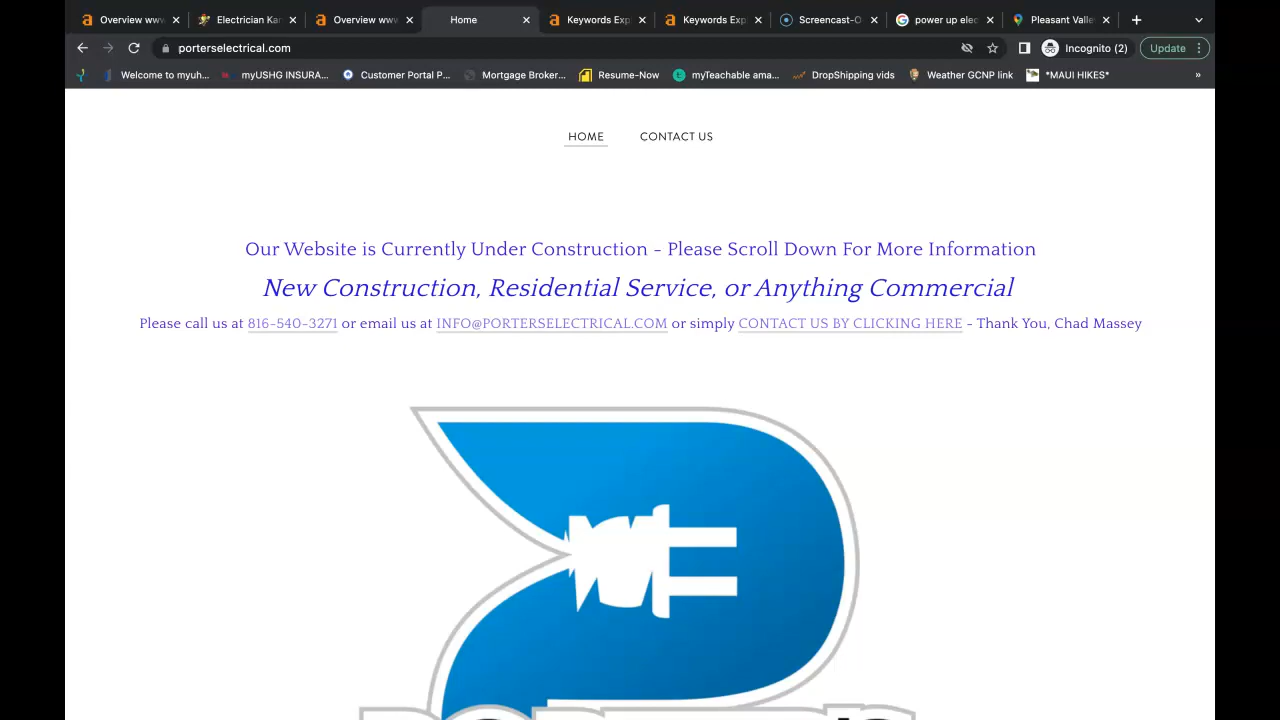 Overview www
Electrician Kar
Overview www
Home
Keywords Exp
Keywords Exp
Screencast-O
power up elec
Pleasant Valle
porterselectrical.com
Incognito (2)
Update
Welcome to myuh...
myUSHG INSURA...
Customer Portal P...
Mortgage Broker...
Resume-Now
myTeachable ama...
DropShipping vids
Weather GCNP link
*MAUI HIKES*
»
HOME
CONTACT US
Our Website is Currently Under Construction - Please Scroll Down For More Information
New Construction, Residential Service, or Anything Commercial
Please call us at 816-540-3271 or email us at INFO@PORTERSELECTRICAL.COM or simply CONTACT US BY CLICKING HERE - Thank You, Chad Massey